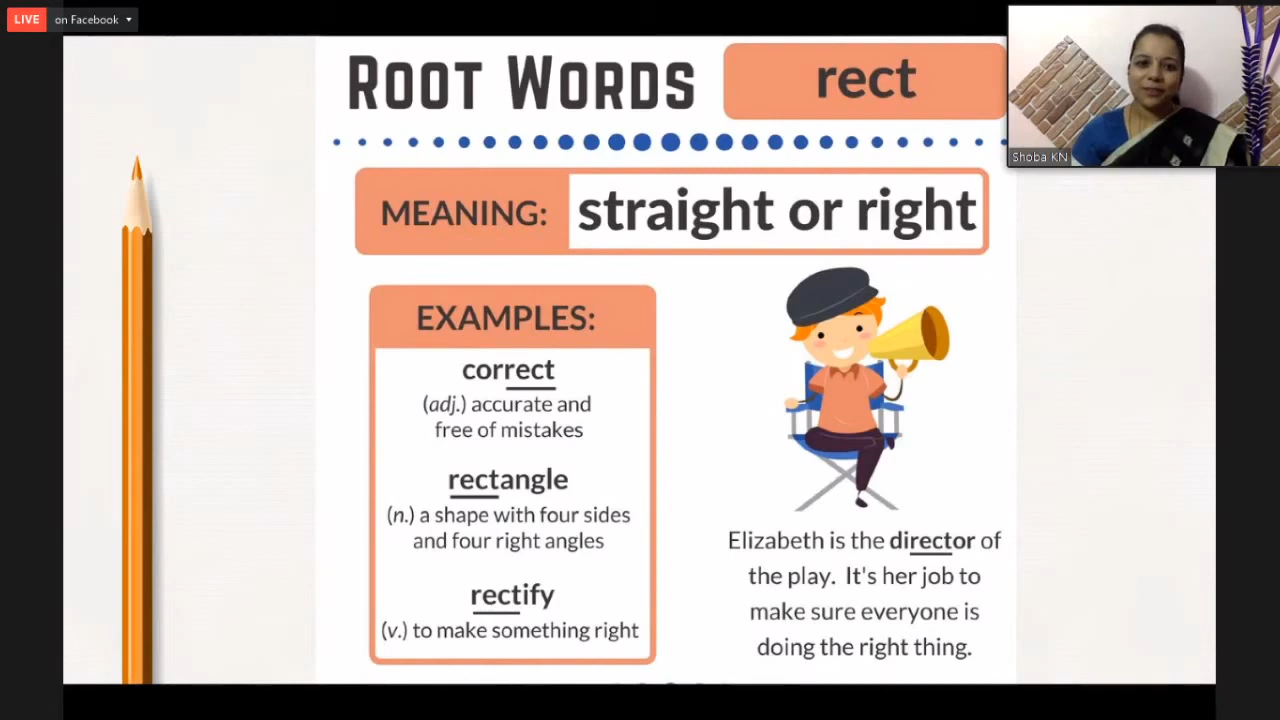 LIVE on Facebook
ROOT WORDS
rect
Shoba KN
MEANING: straight or right
EXAMPLES:
correct
(adj.) accurate and
free of mistakes
rectangle
(n.) a shape with four sides
and four right angles
rectify
(v.) to make something right
Elizabeth is the director of
the play. It's her job to
make sure everyone is
doing the right thing.